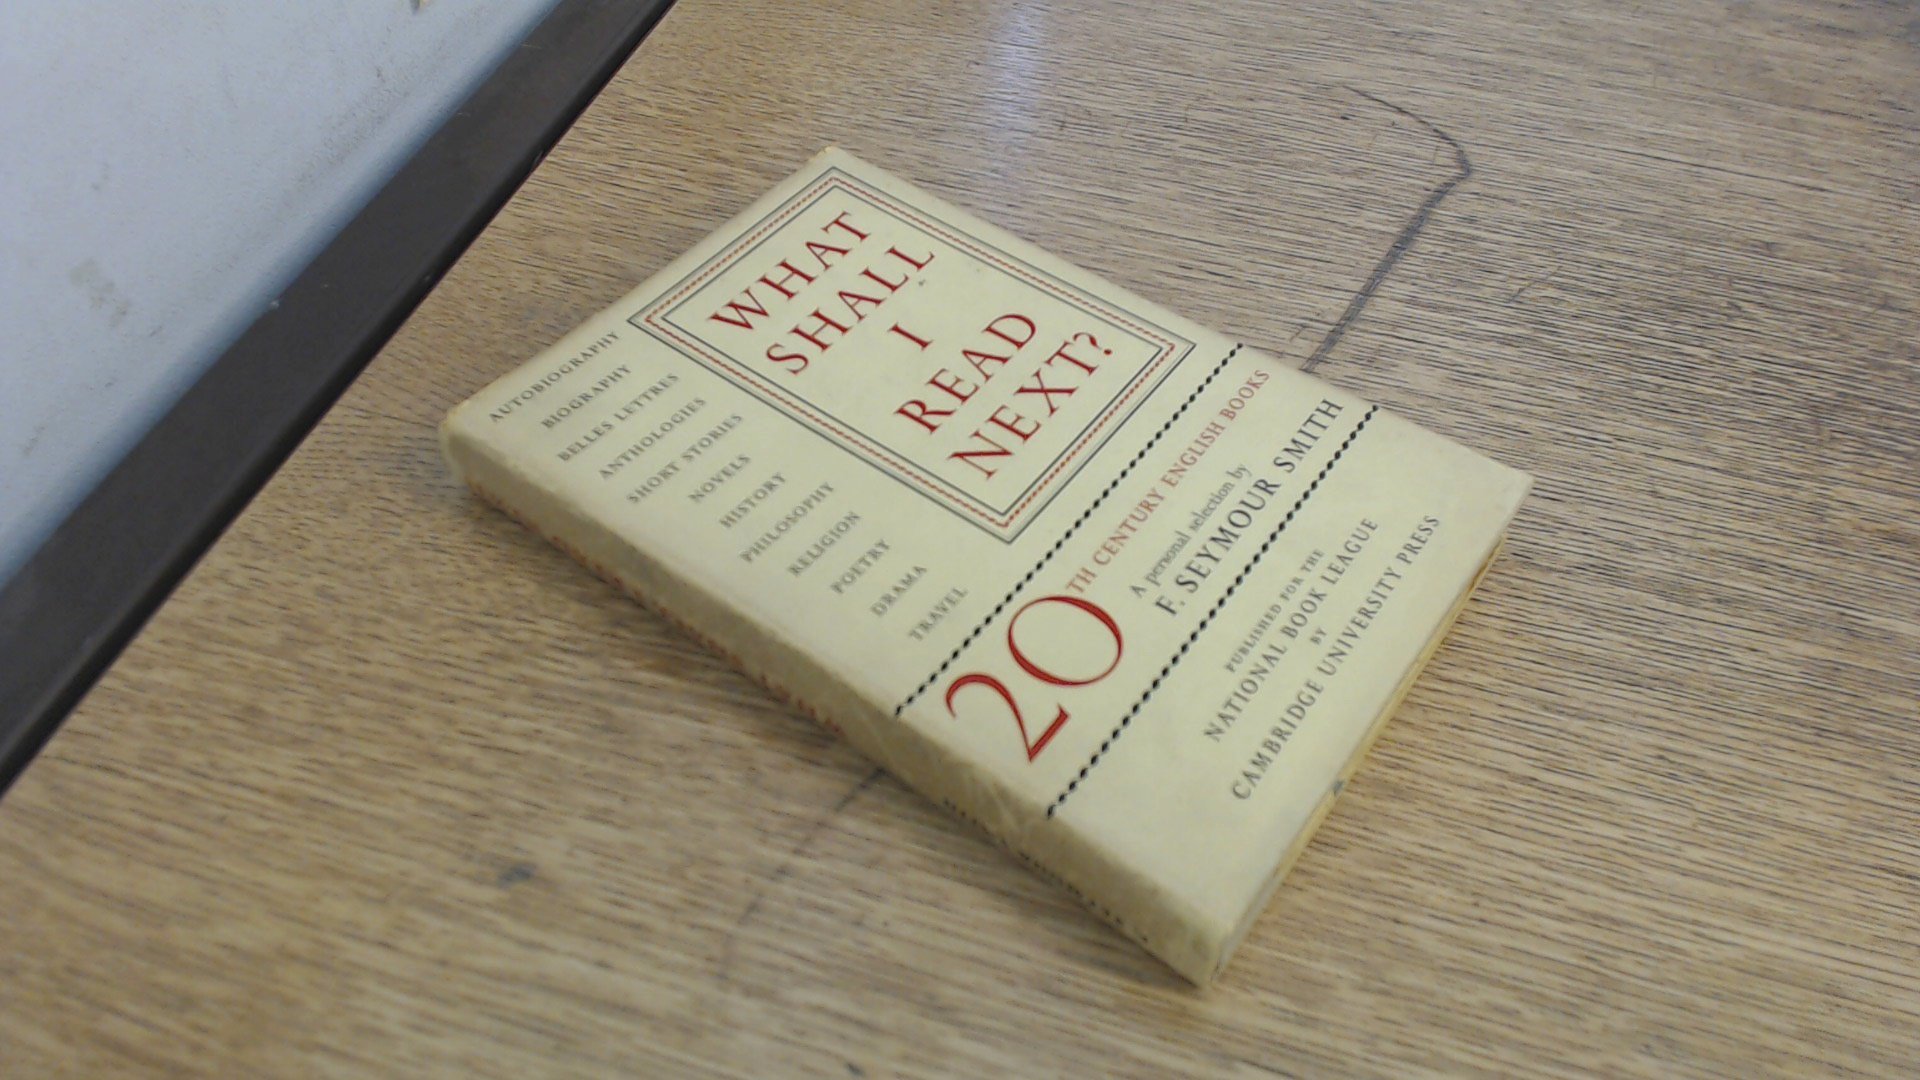 WHAT
SHALL
I
READ
NEXT?
AUTOBIOGRAPHY
BIOGRAPHY
BELLES LETTRES
ANTHOLOGIES
SHORT STORIES
NOVELS
HISTORY
PHILOSOPHY
RELIGION
POETRY
DRAMA
TRAVEL
20TH CENTURY ENGLISH BOOKS
A personal selection by
F. SEYMOUR SMITH
PUBLISHED FOR THE
NATIONAL BOOK LEAGUE
BY
CAMBRIDGE UNIVERSITY PRESS